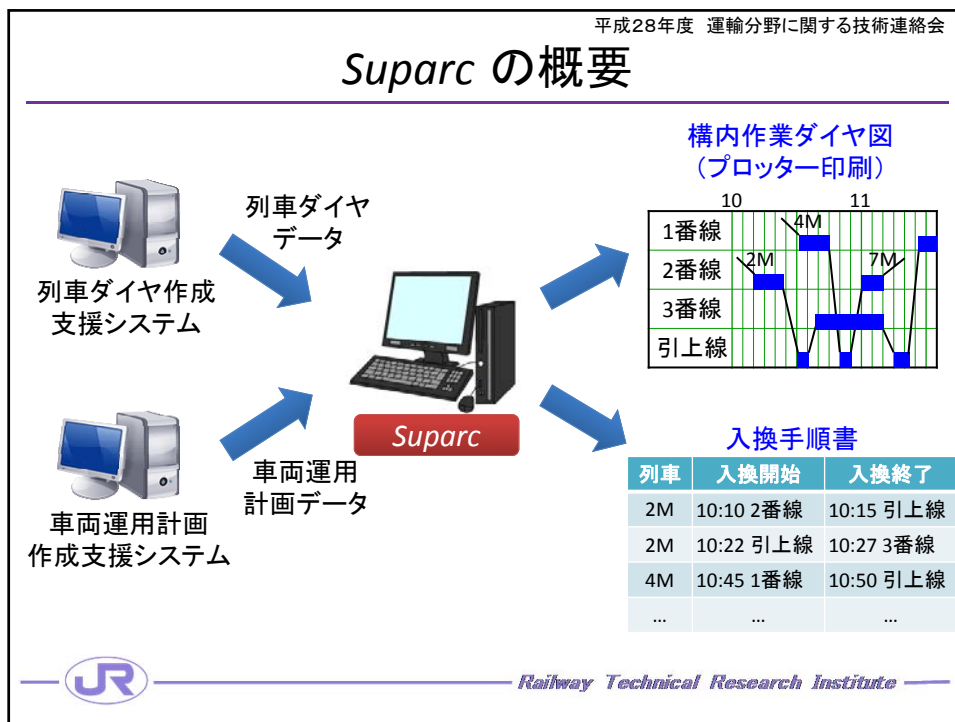 平成28年度 運輸分野に関する技術連絡会
Suparc の概要
列車ダイヤ作成
支援システム
列車ダイヤ
データ
車両運用計画
作成支援システム
車両運用
計画データ
Suparc
構内作業ダイヤ図
（プロッター印刷）
10 11
1番線 4M
2番線 2M 7M
3番線
引上線
入換手順書
列車 入換開始 入換終了
2M 10:10 2番線 10:15 引上線
2M 10:22 引上線 10:27 3番線
4M 10:45 1番線 10:50 引上線
... ... ...
JR
Railway Technical Research Institute